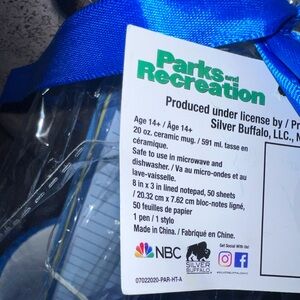 Parks and
Recreation
Produced under license by / Pr
Silver Buffalo, LLC., N
Age 14+ / Âge 14+
20 oz. ceramic mug. / 591 ml. tasse en
céramique.
Safe to use in microwave and
dishwasher. / Va au micro-ondes et au
lave-vaisselle.
8 in x 3 in lined notepad, 50 sheets
/ 20.32 cm x 7.62 cm bloc-notes ligné,
50 feuilles de papier
1 pen / 1 stylo
Made in China. / Fabriqué en Chine.
NBC
SILVER
BUFFALO
Get Social With Us!
07022020-PAR-HT-A